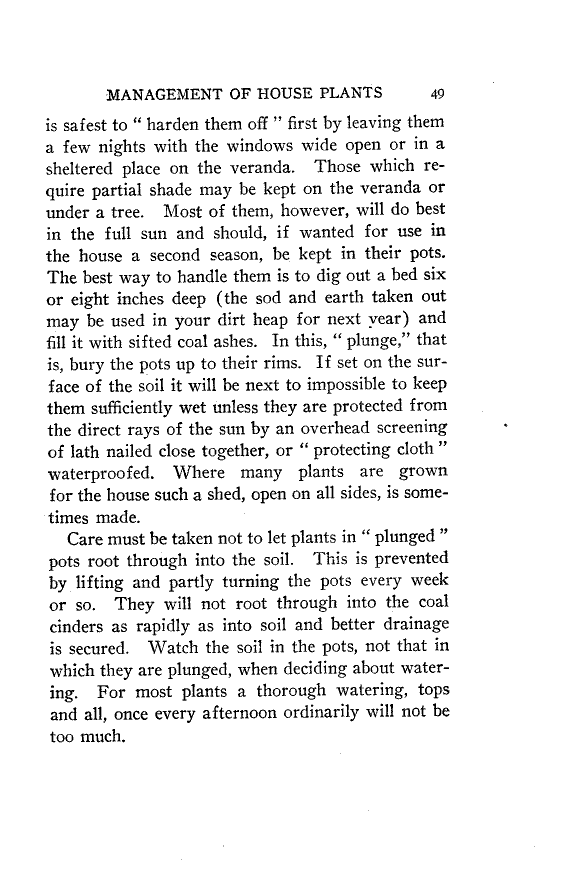 MANAGEMENT OF HOUSE PLANTS 49
is safest to “ harden them off ” first by leaving them
a few nights with the windows wide open or in a
sheltered place on the veranda. Those which re-
quire partial shade may be kept on the veranda or
under a tree. Most of them, however, will do best
in the full sun and should, if wanted for use in
the house a second season, be kept in their pots.
The best way to handle them is to dig out a bed six
or eight inches deep (the sod and earth taken out
may be used in your dirt heap for next year) and
fill it with sifted coal ashes. In this, “ plunge,” that
is, bury the pots up to their rims. If set on the sur-
face of the soil it will be next to impossible to keep
them sufficiently wet unless they are protected from
the direct rays of the sun by an overhead screening
of lath nailed close together, or “ protecting cloth ”
waterproofed. Where many plants are grown
for the house such a shed, open on all sides, is some-
times made.
Care must be taken not to let plants in “ plunged ”
pots root through into the soil. This is prevented
by lifting and partly turning the pots every week
or so. They will not root through into the coal
cinders as rapidly as into soil and better drainage
is secured. Watch the soil in the pots, not that in
which they are plunged, when deciding about water-
ing. For most plants a thorough watering, tops
and all, once every afternoon ordinarily will not be
too much.